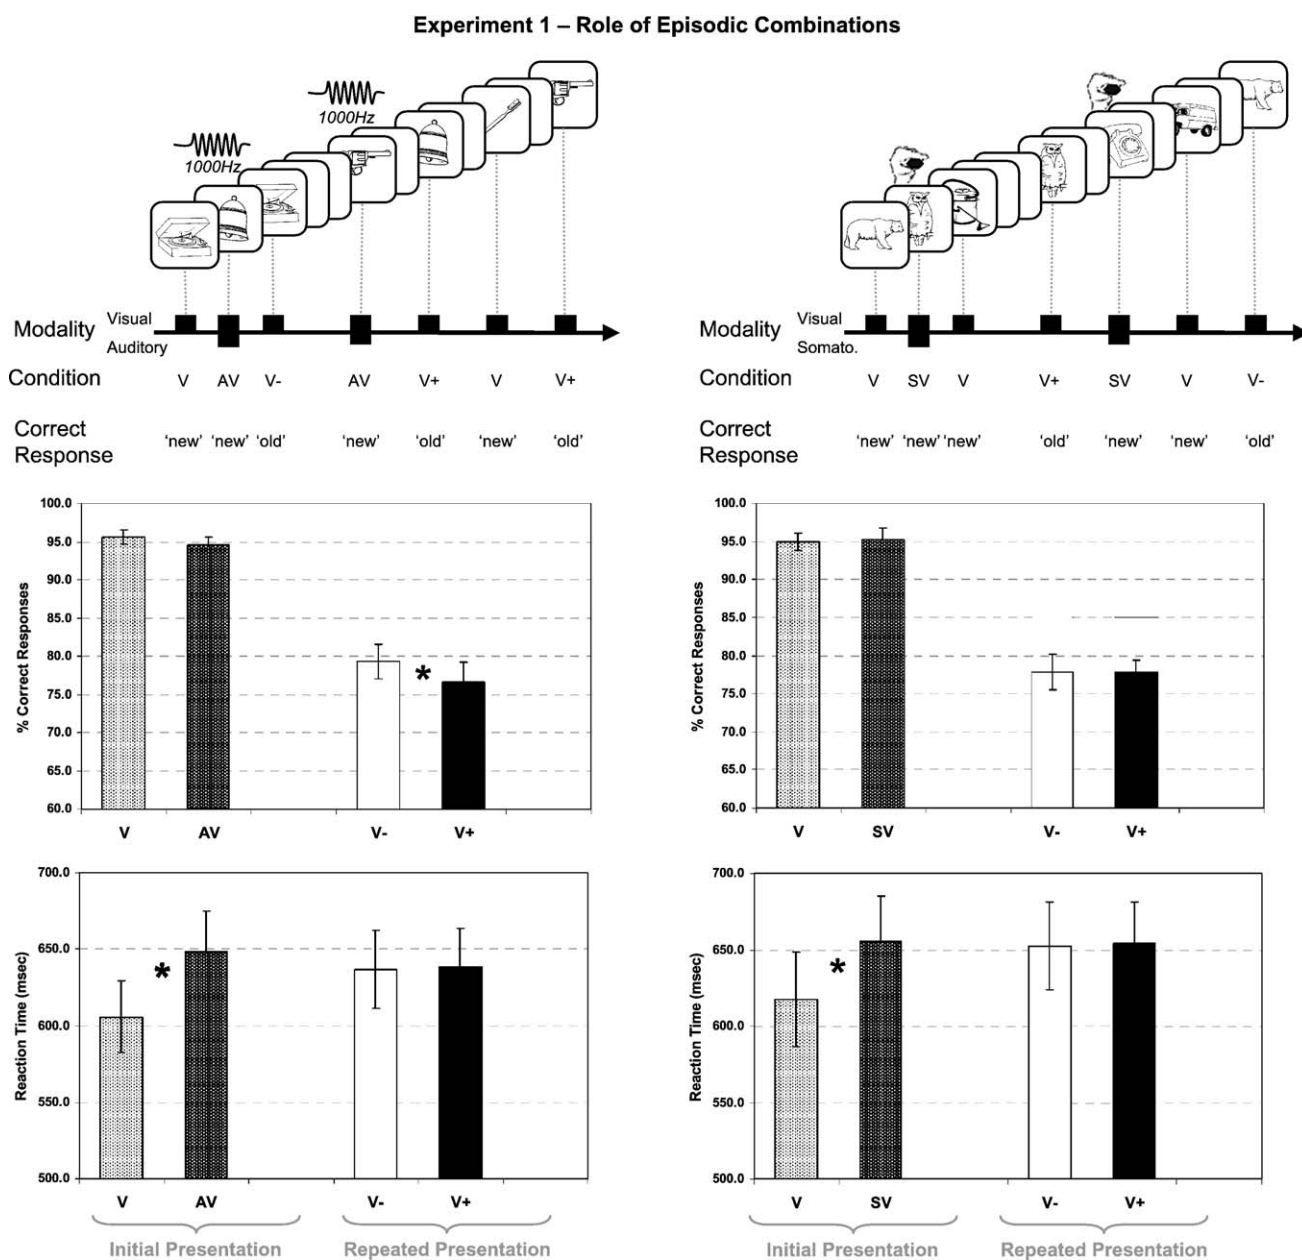 Experiment 1 – Role of Episodic Combinations
1000Hz
1000Hz
Modality
Visual
Auditory
Condition
V AV V- AV V+ V V+
Correct
Response
'new' 'new' 'old' 'new' 'old' 'new' 'old'
Modality
Visual
Somato.
Condition
V SV V V+ SV V V-
Correct
Response
'new' 'new' 'new' 'old' 'new' 'new' 'old'
% Correct Responses
100.0
95.0
90.0
85.0
80.0
75.0
70.0
65.0
60.0
*
V AV V- V+
% Correct Responses
100.0
95.0
90.0
85.0
80.0
75.0
70.0
65.0
60.0
V SV V- V+
Reaction Time (msec)
700.0
650.0
600.0
550.0
500.0
*
V AV V- V+
Initial Presentation Repeated Presentation
Reaction Time (msec)
700.0
650.0
600.0
550.0
500.0
*
V SV V- V+
Initial Presentation Repeated Presentation